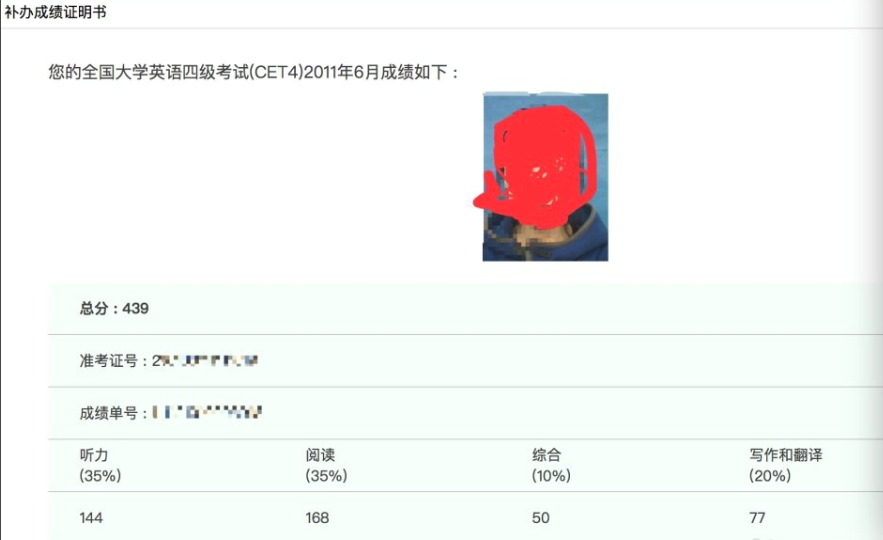 补办成绩证明书
您的全国大学英语四级考试(CET4)2011年6月成绩如下：
总分：439
准考证号：2
成绩单号：
听力 阅读 综合 写作和翻译
(35%) (35%) (10%) (20%)
144 168 50 77